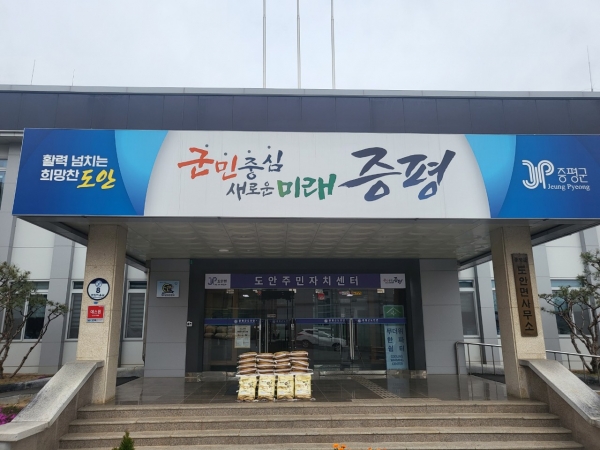 활력 넘치는
희망찬 도안
군민중심
새로운 미래 증평
증평군
Jeung Pyeong
도안주민자치센터
도안면사무소